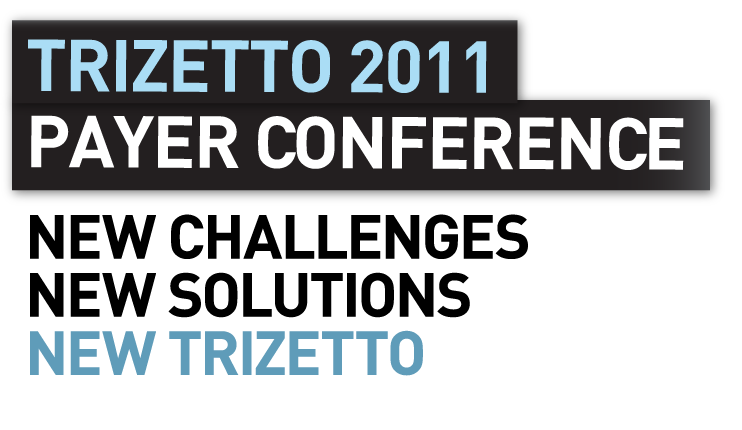 TRIZETTO 2011
PAYER CONFERENCE
NEW CHALLENGES
NEW SOLUTIONS
NEW TRIZETTO